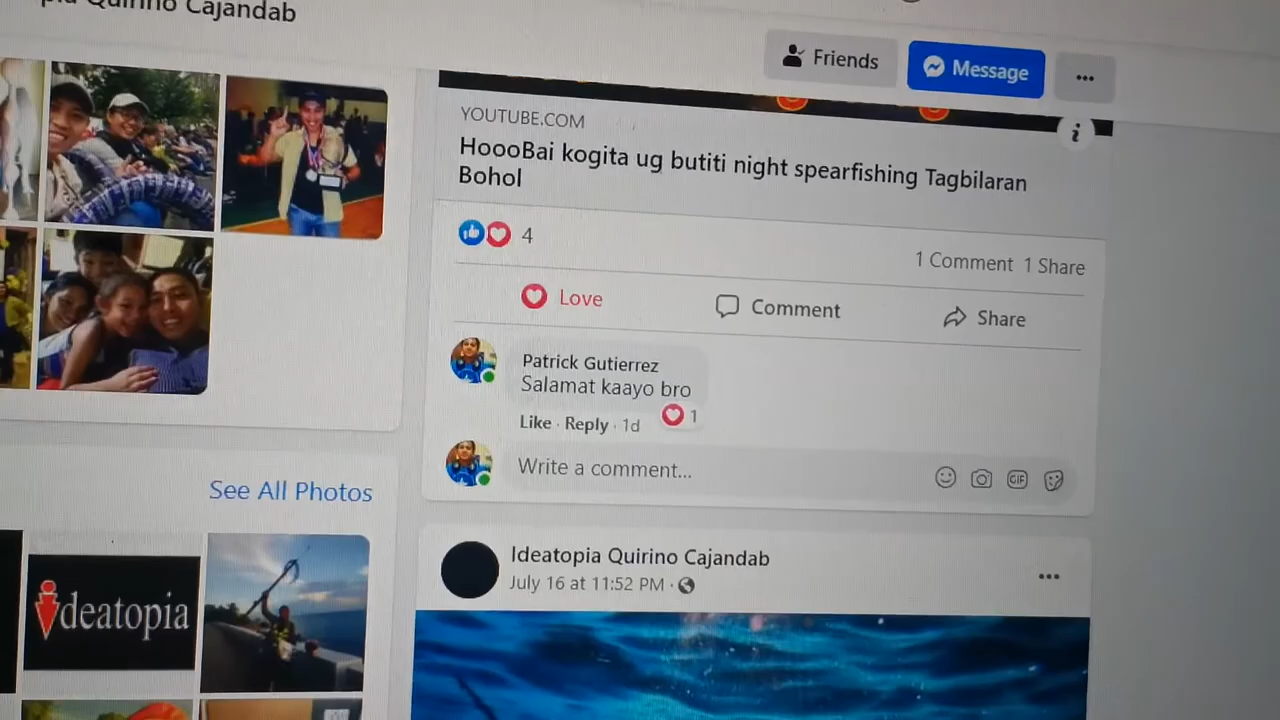 Quirino Cajandab
Friends
Message
YOUTUBE.COM
HoooBai kogita ug butiti night spearfishing Tagbilaran
Bohol
4
1 Comment 1 Share
Love
Comment
Share
Patrick Gutierrez
Salamat kaayo bro
Like · Reply · 1d
1
Write a comment...
GIF
See All Photos
Ideatopia Quirino Cajandab
July 16 at 11:52 PM ·
ideatopia